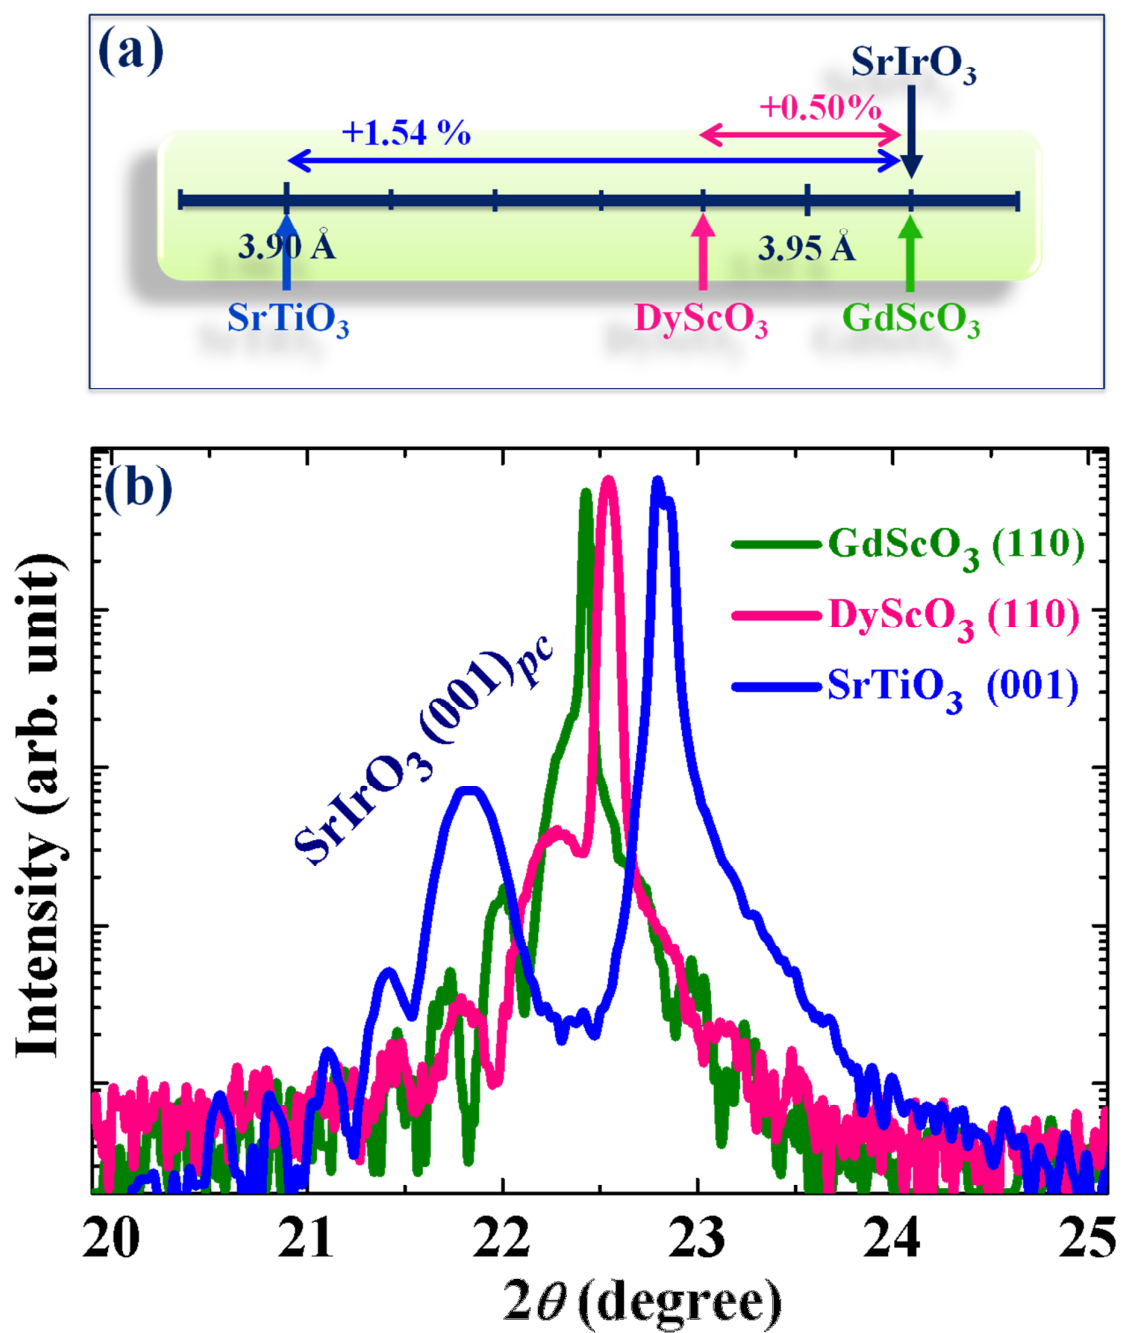 (a)
SrIrO₃
+0.50%
+1.54 %
3.90 Å
3.95 Å
SrTiO₃
DyScO₃
GdScO₃
(b)
GdScO₃ (110)
DyScO₃ (110)
SrTiO₃ (001)
SrIrO₃ (001)pc
Intensity (arb. unit)
20 21 22 23 24 25
2θ (degree)